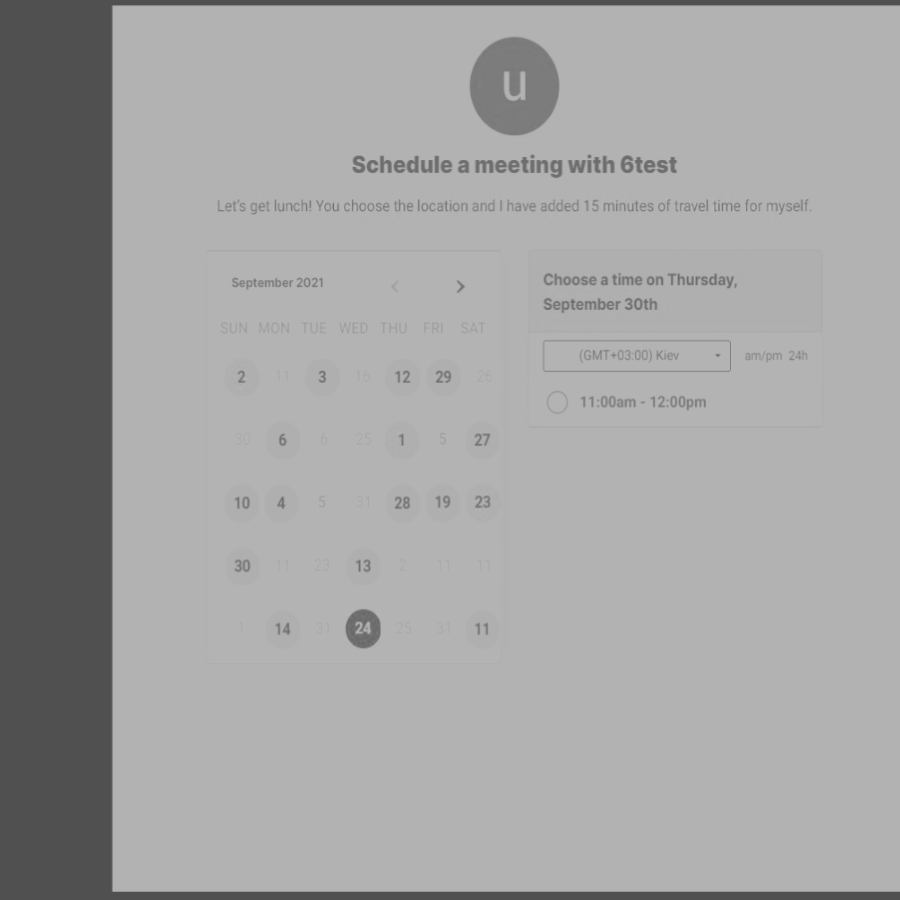 u
Schedule a meeting with 6test
Let's get lunch! You choose the location and I have added 15 minutes of travel time for myself.
September 2021
SUN MON TUE WED THU FRI SAT
2 11 3 16 12 29 26
30 6 6 25 1 5 27
10 4 5 31 28 19 23
30 11 23 13 2 11 11
1 14 31 24 25 31 11
Choose a time on Thursday,
September 30th
(GMT+03:00) Kiev am/pm 24h
11:00am - 12:00pm